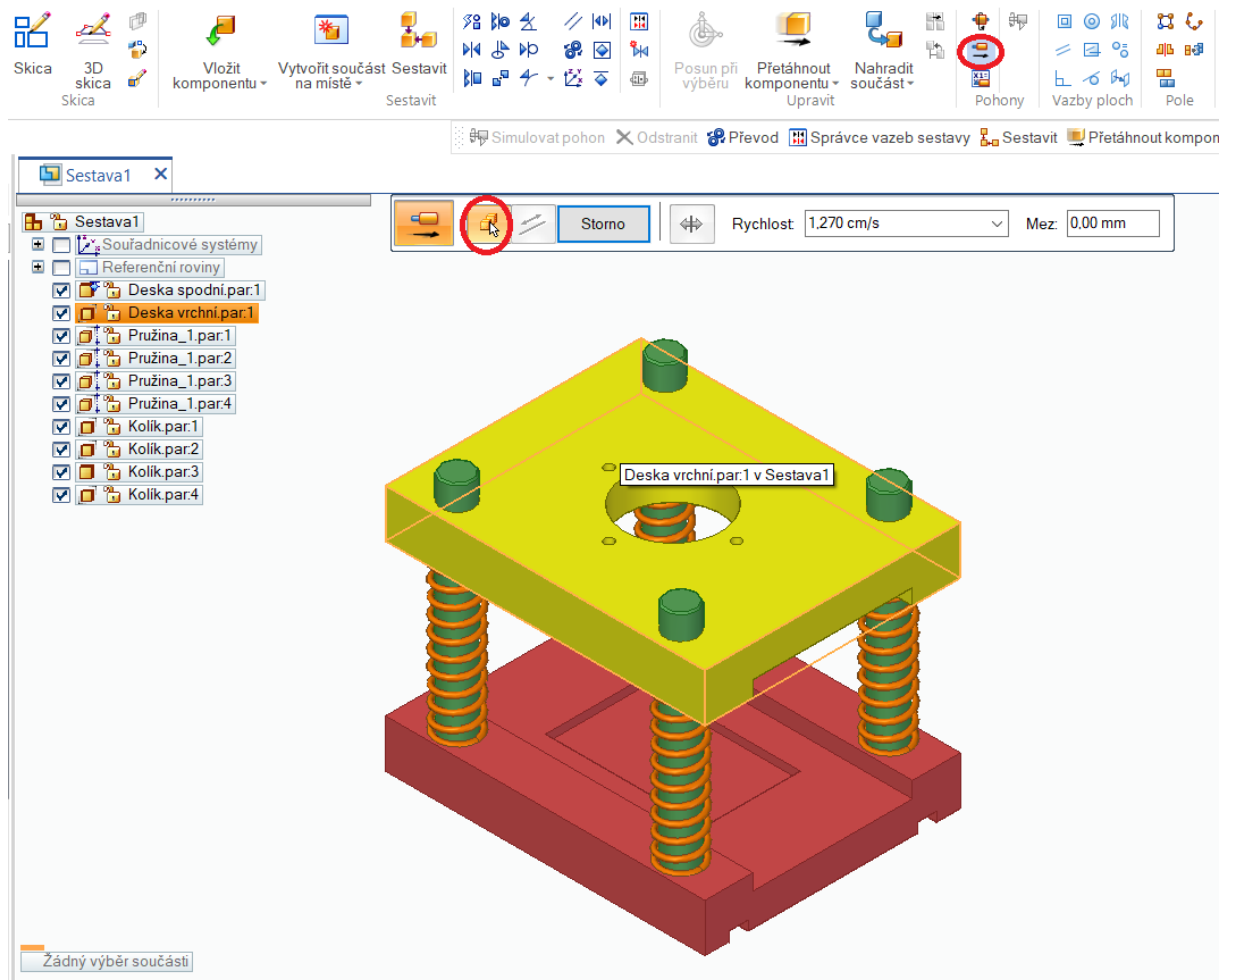 Skica
3D
skica
Vložit
komponentu
Vytvořit součást
na místě
Sestavit
Posun při
výběru
Přetáhnout
komponentu
Nahradit
součást
Skica
Sestavit
Upravit
Pohony
Vazby ploch
Pole
Simulovat pohon
Odstranit
Převod
Správce vazeb sestavy
Sestavit
Přetáhnout kompon
Sestava1
Storno
Rychlost:
1,270 cm/s
Mez:
0,00 mm
Sestava1
Souřadnicové systémy
Referenční roviny
Deska spodní.par:1
Deska vrchní.par:1
Pružina_1.par:1
Pružina_1.par:2
Pružina_1.par:3
Pružina_1.par:4
Kolík.par:1
Kolík.par:2
Kolík.par:3
Kolík.par:4
Deska vrchní.par:1 v Sestava1
Žádný výběr součásti